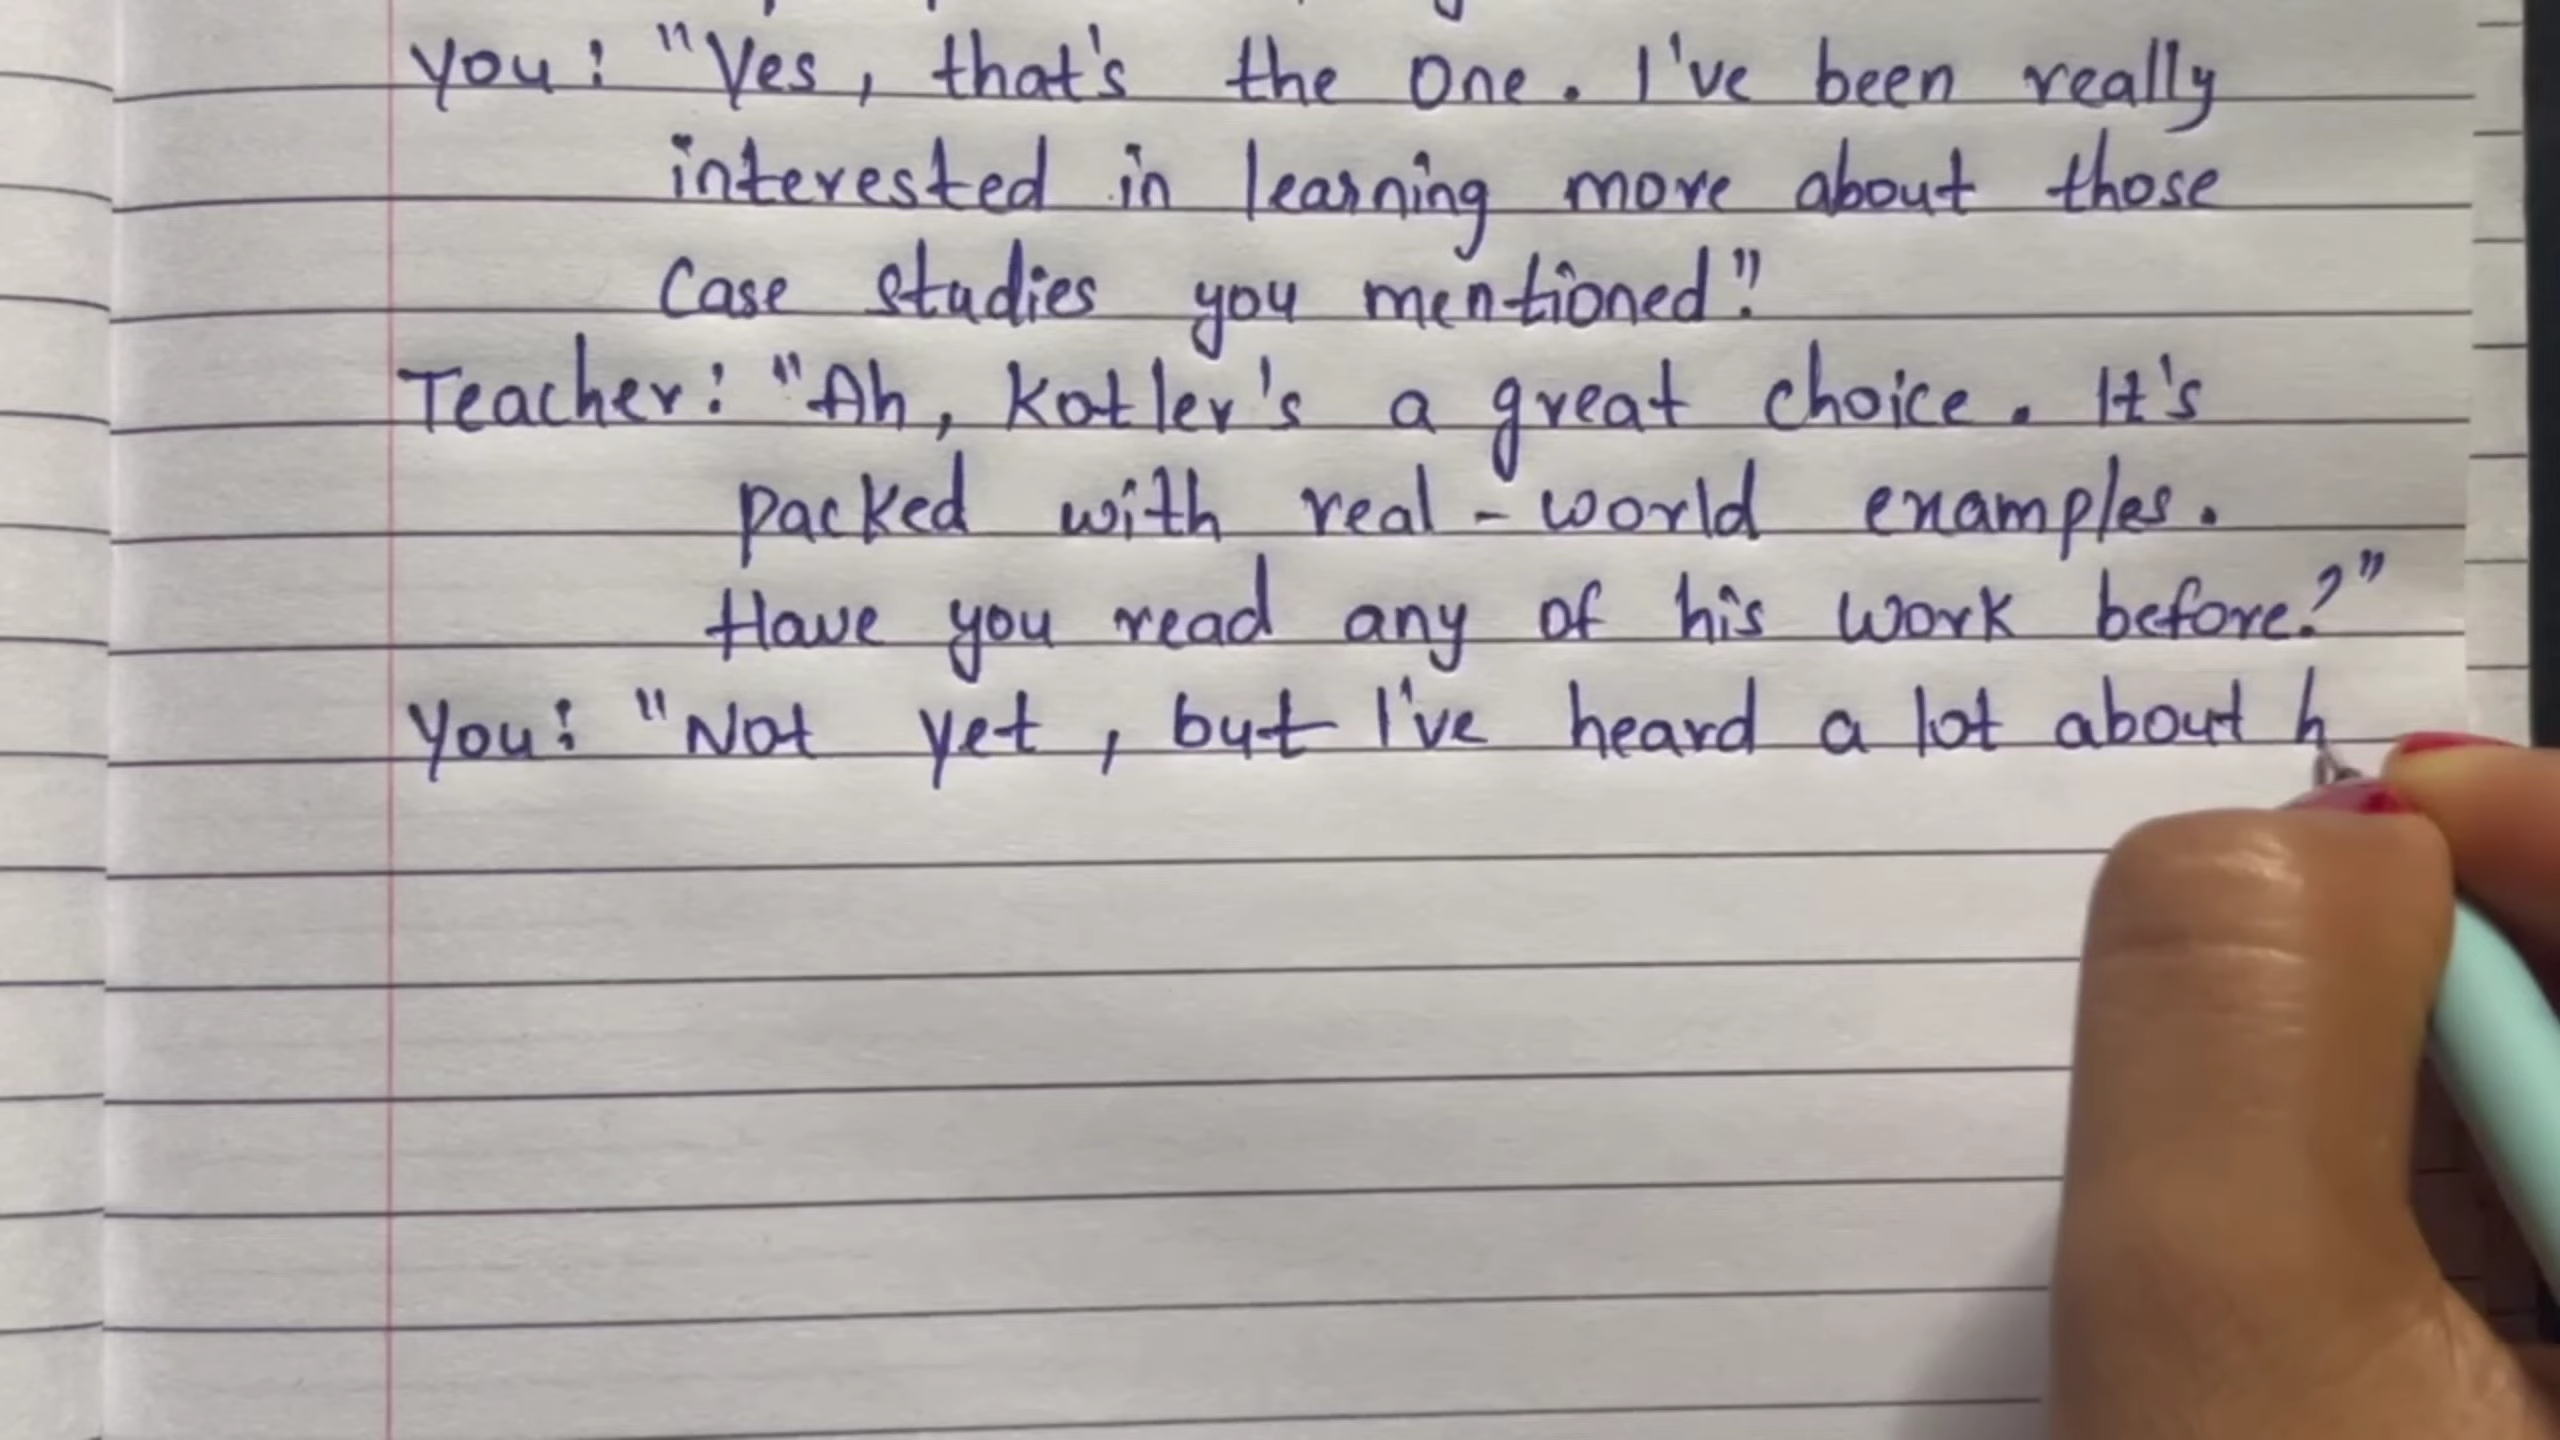 You: "Yes, that's the One. I've been really
interested in learning more about those
Case studies you mentioned."
Teacher: "Ah, Kotler's a great choice. It's
packed with real-world examples.
Have you read any of his work before?"
You: "Not yet, but I've heard a lot about h